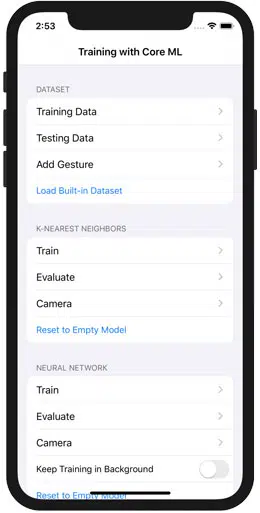 2:53
Training with Core ML
DATASET
Training Data
Testing Data
Add Gesture
Load Built-in Dataset
K-NEAREST NEIGHBORS
Train
Evaluate
Camera
Reset to Empty Model
NEURAL NETWORK
Train
Evaluate
Camera
Keep Training in Background
Reset to Empty Model